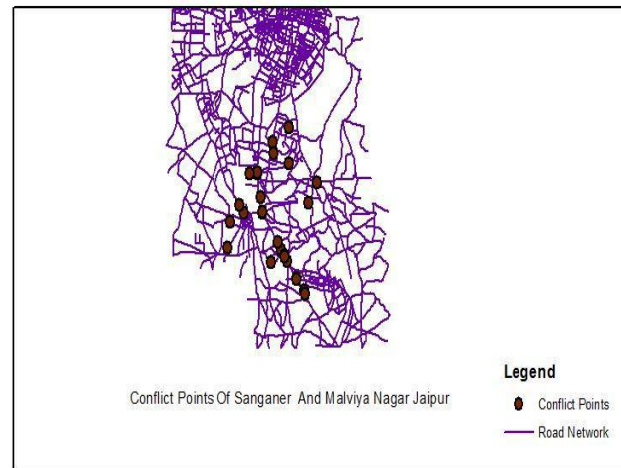 Conflict Points Of Sanganer And Malviya Nagar Jaipur
Legend
Conflict Points
Road Network